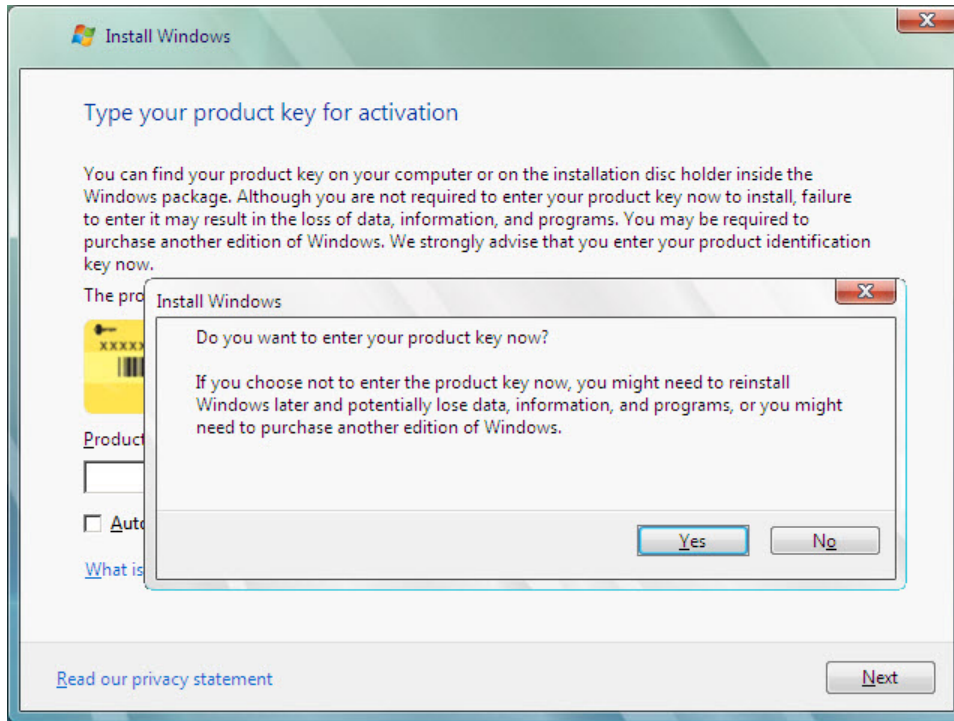 Install Windows
Type your product key for activation
You can find your product key on your computer or on the installation disc holder inside the
Windows package. Although you are not required to enter your product key now to install, failure
to enter it may result in the loss of data, information, and programs. You may be required to
purchase another edition of Windows. We strongly advise that you enter your product identification
key now.
The pro
XXXXX
Install Windows
Do you want to enter your product key now?
If you choose not to enter the product key now, you might need to reinstall
Windows later and potentially lose data, information, and programs, or you might
need to purchase another edition of Windows.
Yes No
Product
Auto
What is
Read our privacy statement
Next